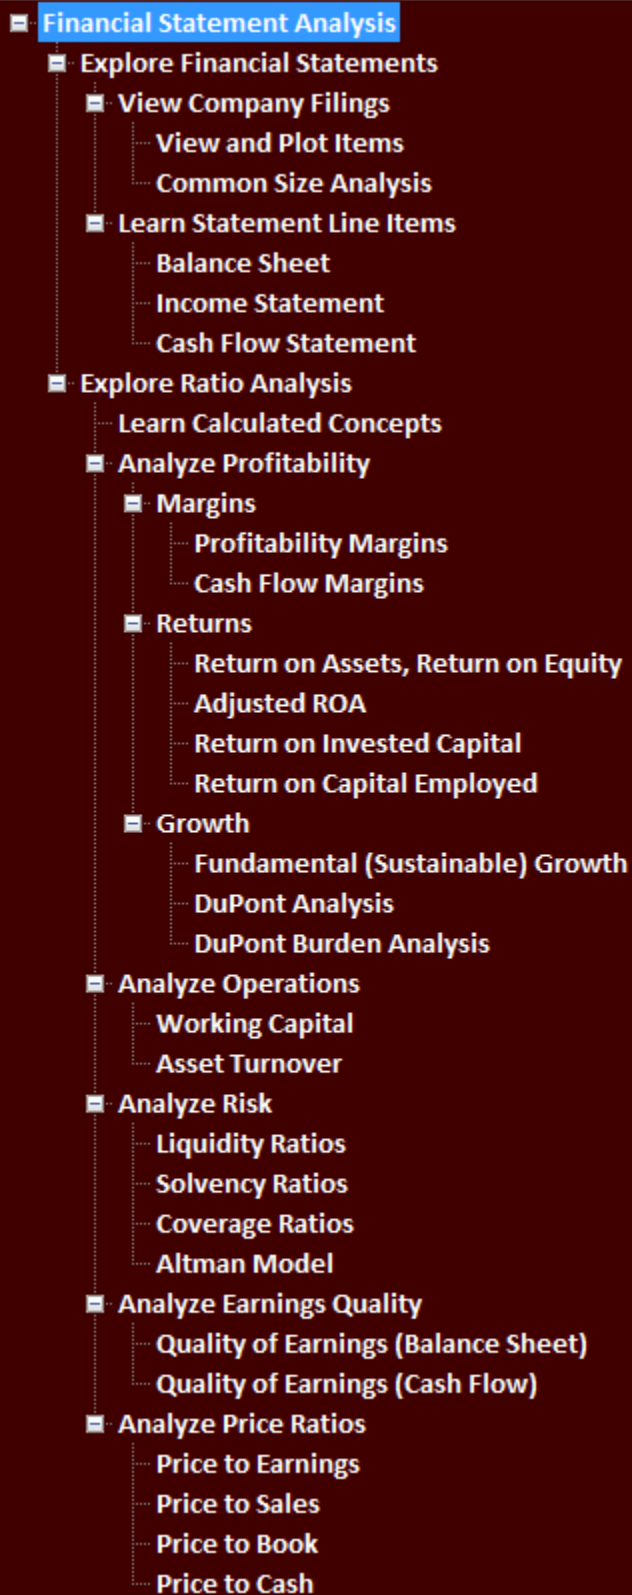 Financial Statement Analysis
Explore Financial Statements
View Company Filings
View and Plot Items
Common Size Analysis
Learn Statement Line Items
Balance Sheet
Income Statement
Cash Flow Statement
Explore Ratio Analysis
Learn Calculated Concepts
Analyze Profitability
Margins
Profitability Margins
Cash Flow Margins
Returns
Return on Assets, Return on Equity
Adjusted ROA
Return on Invested Capital
Return on Capital Employed
Growth
Fundamental (Sustainable) Growth
DuPont Analysis
DuPont Burden Analysis
Analyze Operations
Working Capital
Asset Turnover
Analyze Risk
Liquidity Ratios
Solvency Ratios
Coverage Ratios
Altman Model
Analyze Earnings Quality
Quality of Earnings (Balance Sheet)
Quality of Earnings (Cash Flow)
Analyze Price Ratios
Price to Earnings
Price to Sales
Price to Book
Price to Cash